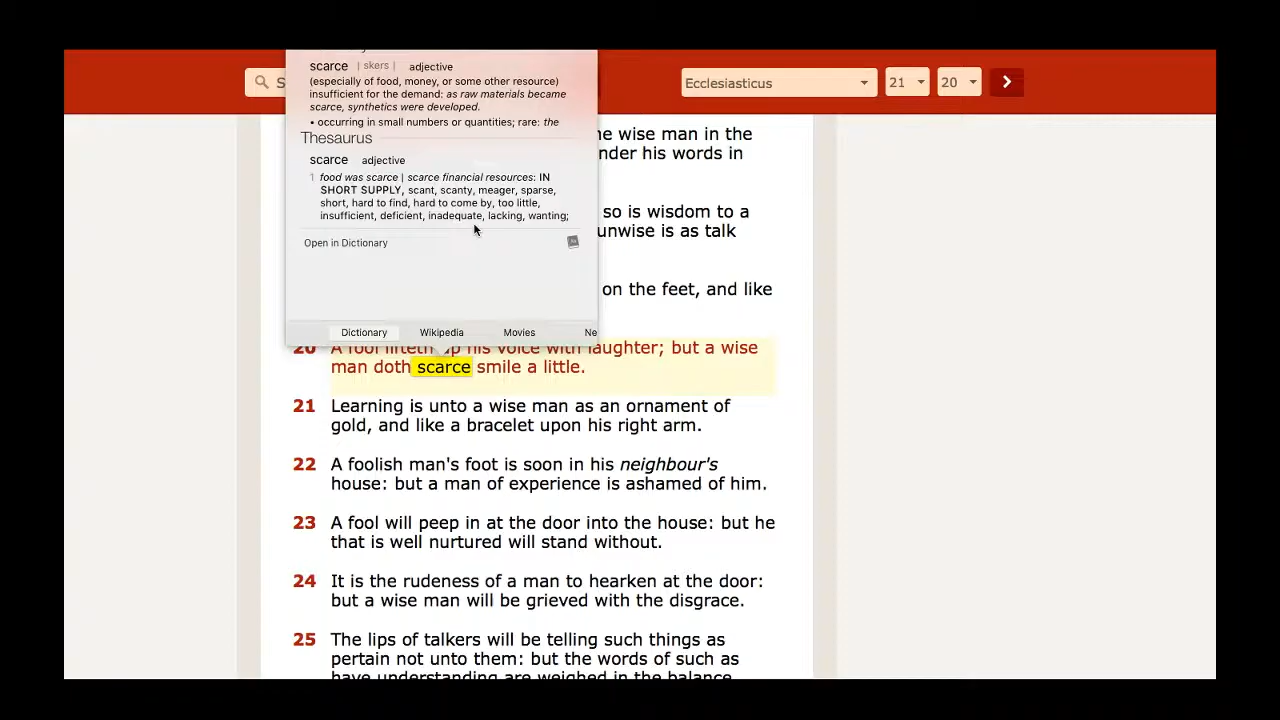 S
Ecclesiasticus
21
20
scarce | skers | adjective
(especially of food, money, or some other resource)
insufficient for the demand: as raw materials became
scarce, synthetics were developed.
• occurring in small numbers or quantities; rare: the
Thesaurus
scarce adjective
1 food was scarce | scarce financial resources: IN
SHORT SUPPLY, scant, scanty, meager, sparse,
short, hard to find, hard to come by, too little,
insufficient, deficient, inadequate, lacking, wanting;
Open in Dictionary
Dictionary Wikipedia Movies Ne
wise man in the
nder his words in
so is wisdom to a
unwise is as talk
on the feet, and like
20 A fool lifteth up his voice with laughter; but a wise
man doth scarce smile a little.
21 Learning is unto a wise man as an ornament of
gold, and like a bracelet upon his right arm.
22 A foolish man's foot is soon in his neighbour's
house: but a man of experience is ashamed of him.
23 A fool will peep in at the door into the house: but he
that is well nurtured will stand without.
24 It is the rudeness of a man to hearken at the door:
but a wise man will be grieved with the disgrace.
25 The lips of talkers will be telling such things as
pertain not unto them: but the words of such as
have understanding are weighed in the balance